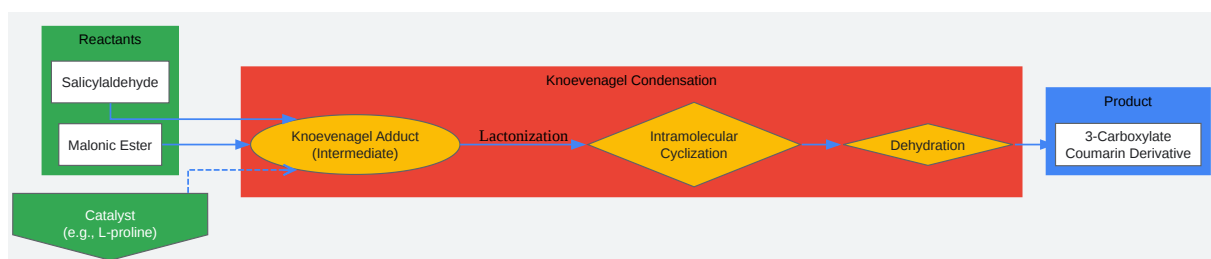 Reactants
Salicylaldehyde
Malonic Ester
Catalyst
(e.g., L-proline)
Knoevenagel Condensation
Knoevenagel Adduct
(Intermediate)
Lactonization
Intramolecular
Cyclization
Dehydration
Product
3-Carboxylate
Coumarin Derivative